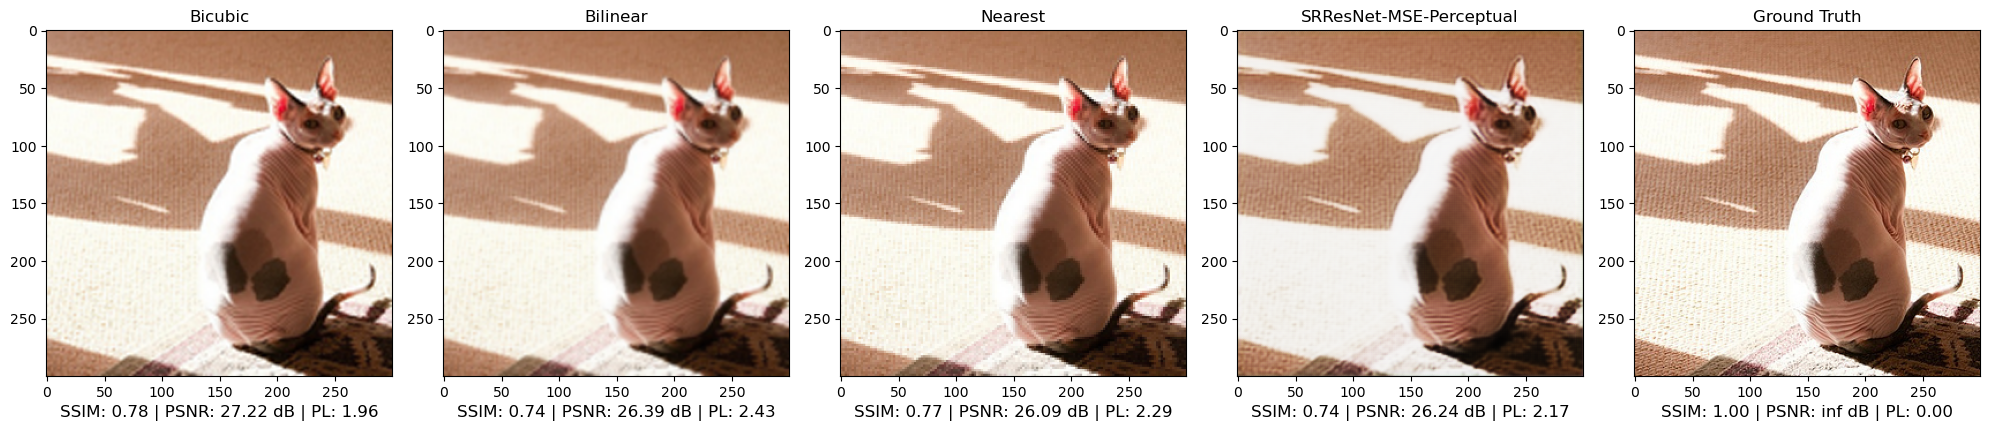 Bicubic
Bilinear
Nearest
SRResNet-MSE-Perceptual
Ground Truth
0
50
100
150
200
250
0 50 100 150 200 250
SSIM: 0.78 | PSNR: 27.22 dB | PL: 1.96
0
50
100
150
200
250
0 50 100 150 200 250
SSIM: 0.74 | PSNR: 26.39 dB | PL: 2.43
0
50
100
150
200
250
0 50 100 150 200 250
SSIM: 0.77 | PSNR: 26.09 dB | PL: 2.29
0
50
100
150
200
250
0 50 100 150 200 250
SSIM: 0.74 | PSNR: 26.24 dB | PL: 2.17
0
50
100
150
200
250
0 50 100 150 200 250
SSIM: 1.00 | PSNR: inf dB | PL: 0.00